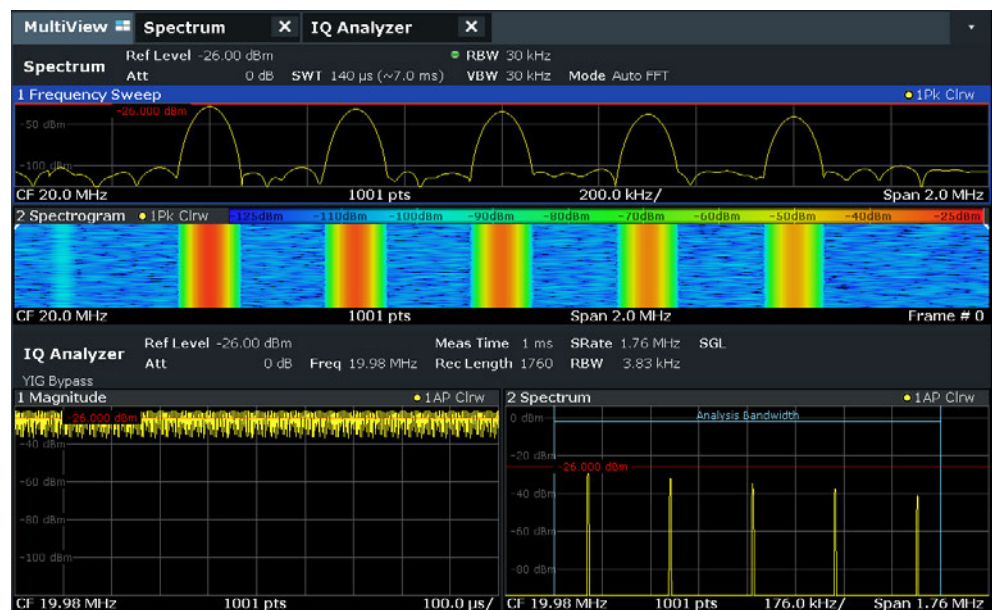 MultiView Spectrum X IQ Analyzer X
Spectrum Ref Level -26.00 dBm RBW 30 kHz
Att 0 dB SWT 140 µs (~7.0 ms) VBW 30 kHz Mode Auto FFT
1 Frequency Sweep 1Pk Clrw
-26.000 dBm
-50 dBm
-100 dBm
CF 20.0 MHz 1001 pts 200.0 kHz/ Span 2.0 MHz
2 Spectrogram 1Pk Clrw -125dBm -110dBm -100dBm -90dBm -80dBm -70dBm -60dBm -50dBm -40dBm -25dBm
CF 20.0 MHz 1001 pts Span 2.0 MHz Frame # 0
IQ Analyzer Ref Level -26.00 dBm Meas Time 1 ms SRate 1.76 MHz SGL
Att 0 dB Freq 19.98 MHz Rec Length 1760 RBW 3.83 kHz
YIG Bypass
1 Magnitude 1AP Clrw
-26.000 dBm
-40 dBm
-60 dBm
-80 dBm
-100 dBm
CF 19.98 MHz 1001 pts 100.0 µs/
2 Spectrum 1AP Clrw
0 dBm Analysis Bandwidth
-20 dBm
-26.000 dBm
-40 dBm
-60 dBm
-80 dBm
CF 19.98 MHz 1001 pts 176.0 kHz/ Span 1.76 MHz